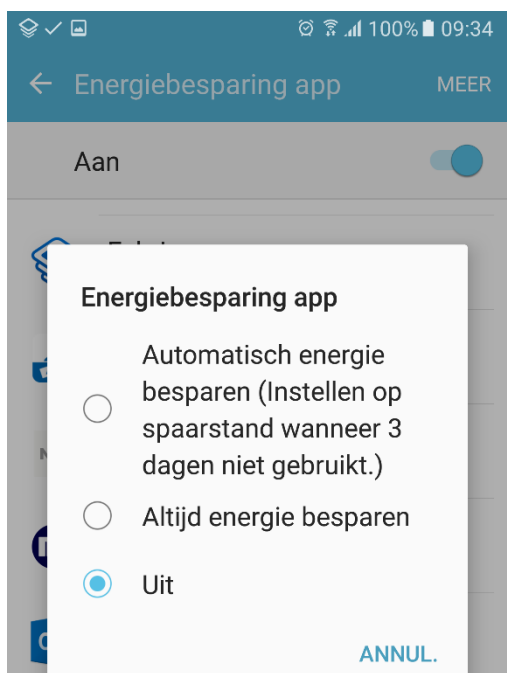 100% 09:34
Energiebesparing app MEER
Aan
Energiebesparing app
Automatisch energie
besparen (Instellen op
spaarstand wanneer 3
dagen niet gebruikt.)
Altijd energie besparen
Uit
ANNUL.